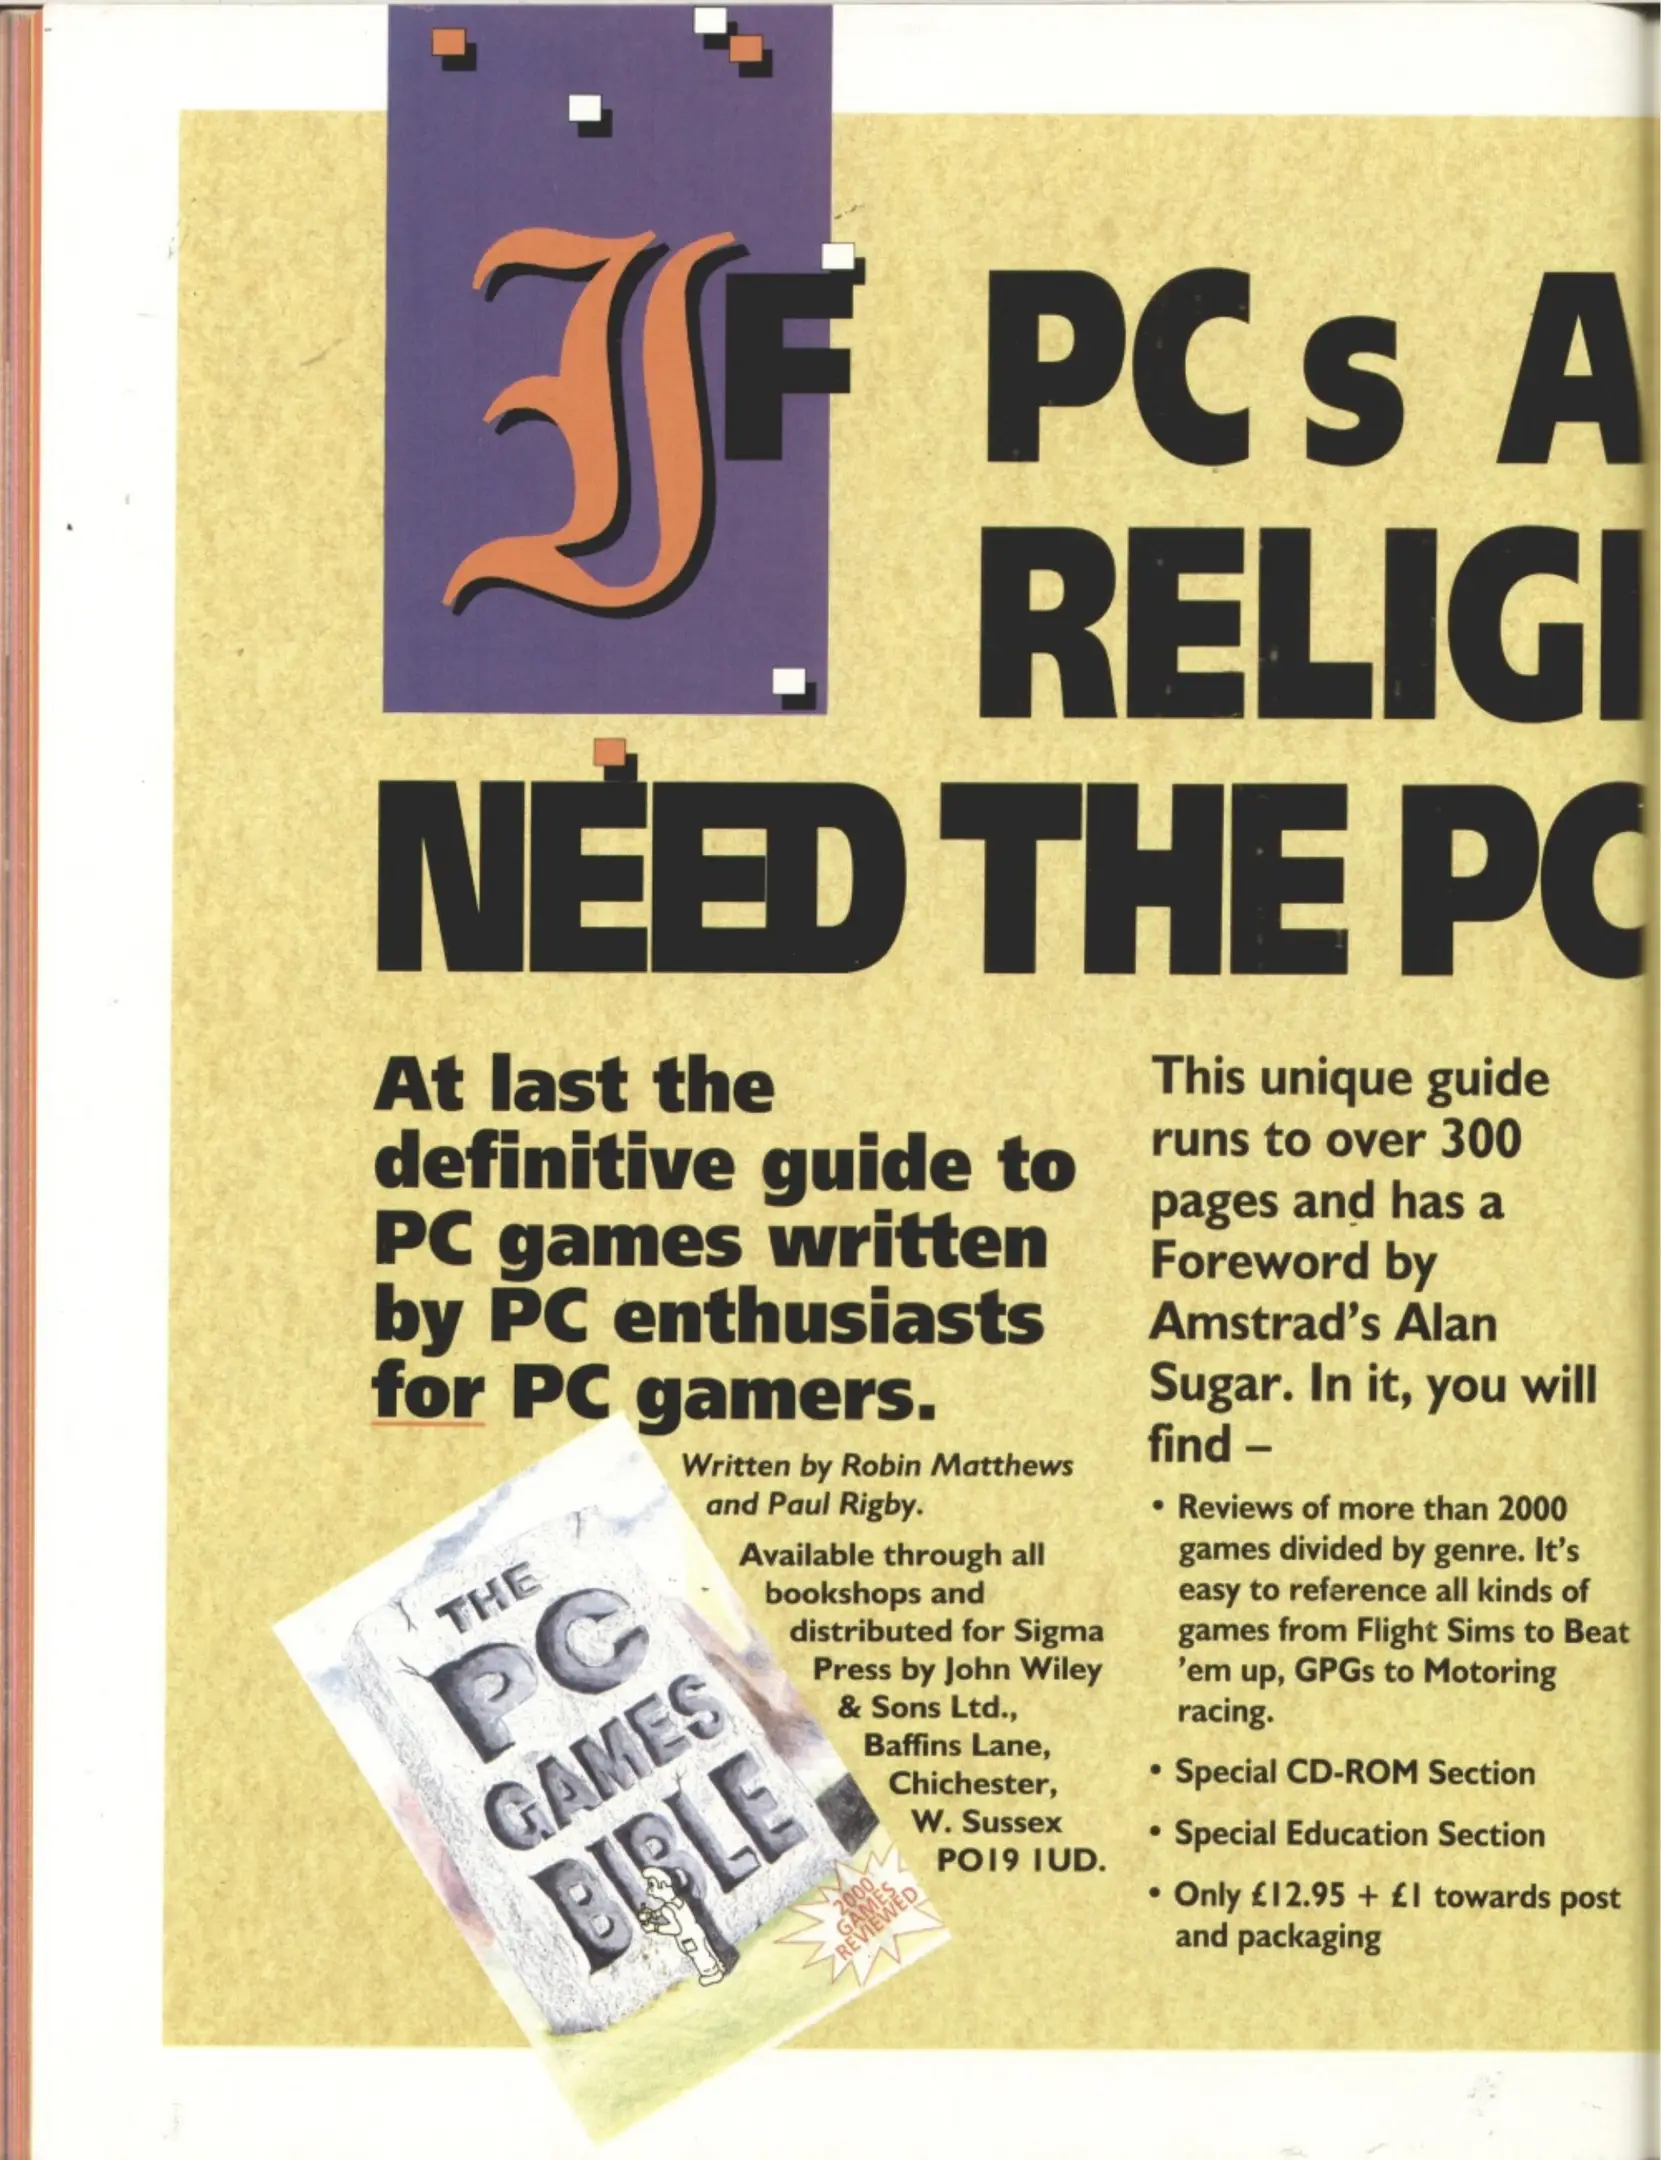 IF PCs A
RELIGI
NEED THE PC
At last the
definitive guide to
PC games written
by PC enthusiasts
for PC gamers.
Written by Robin Matthews
and Paul Rigby.
Available through all
bookshops and
distributed for Sigma
Press by John Wiley
& Sons Ltd.,
Baffins Lane,
Chichester,
W. Sussex
PO19 1UD.
THE
PC
GAMES
BIBLE
2000
GAMES
REVIEWED
This unique guide
runs to over 300
pages and has a
Foreword by
Amstrad's Alan
Sugar. In it, you will
find –
• Reviews of more than 2000
games divided by genre. It's
easy to reference all kinds of
games from Flight Sims to Beat
'em up, GPGs to Motoring
racing.
• Special CD-ROM Section
• Special Education Section
• Only £12.95 + £1 towards post
and packaging